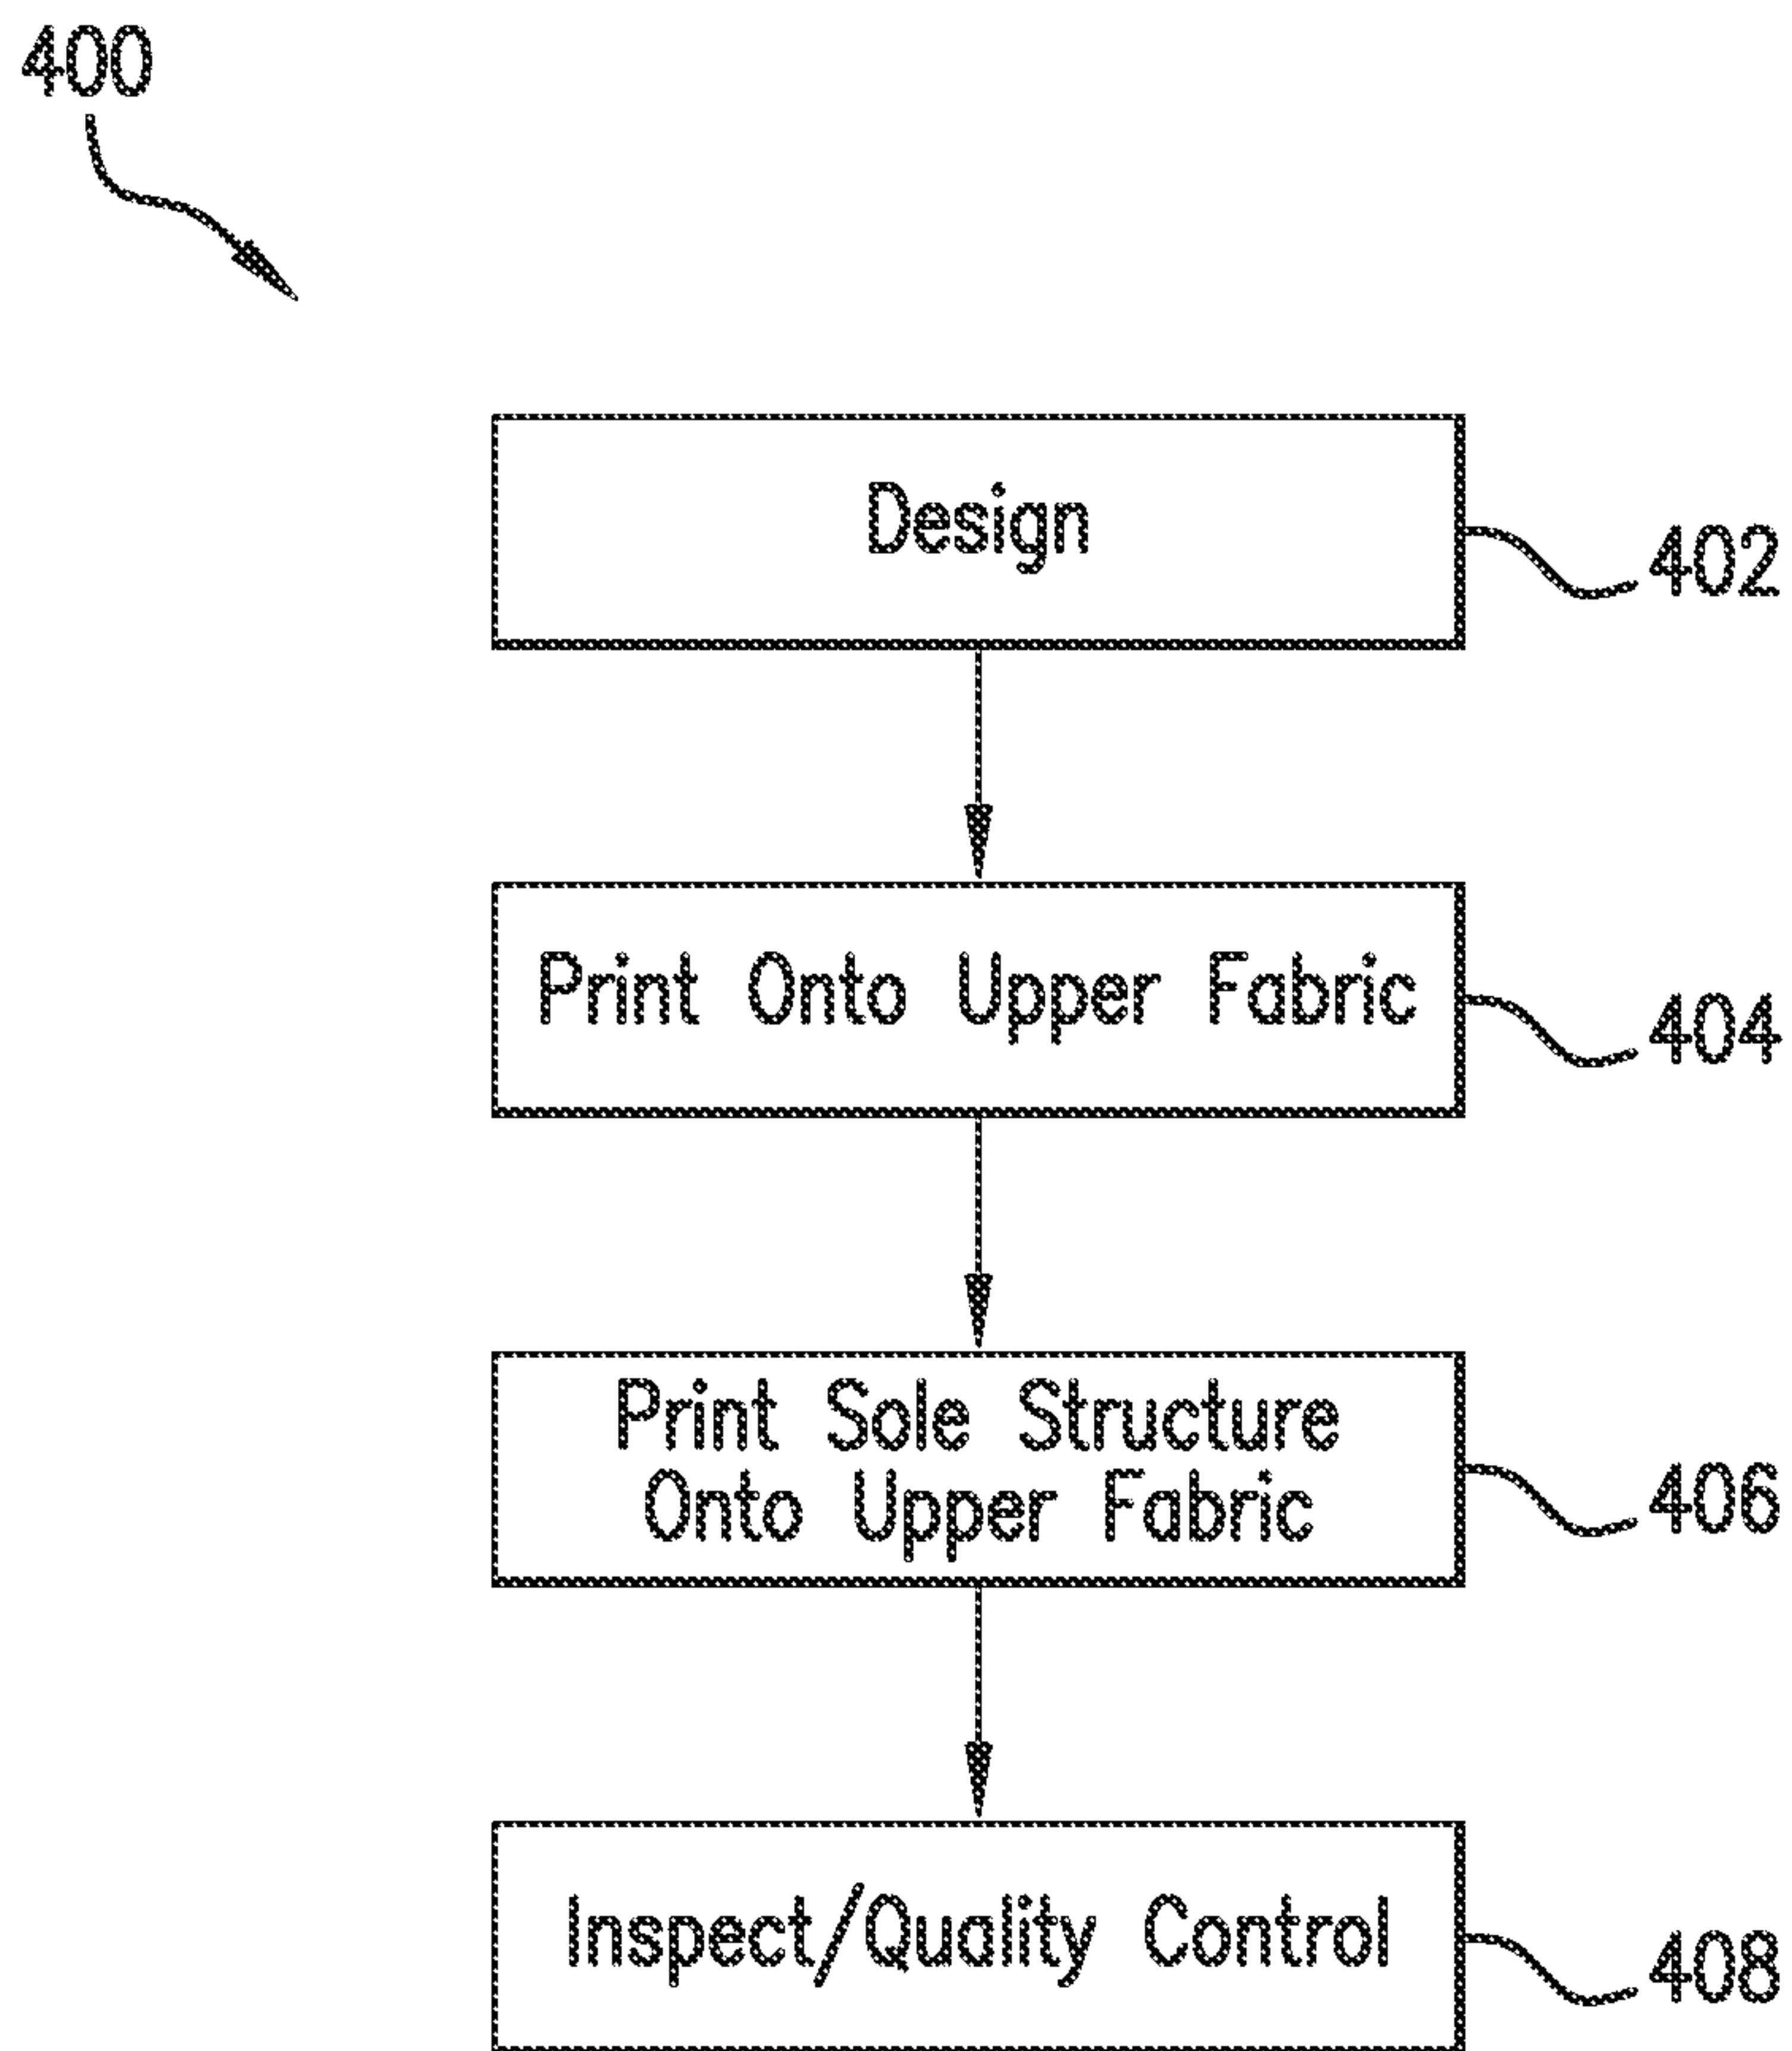 400
Design
402
Print Onto Upper Fabric
404
Print Sole Structure
Onto Upper Fabric
406
Inspect/Quality Control
408